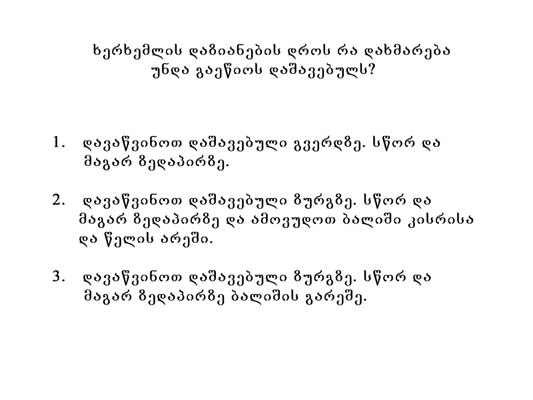 ხერხემლის დაზიანების დროს რა დახმარება
უნდა გაეწიოს დაშავებულს?
1. დავაწვინოთ დაშავებული გვერდზე. სწორ და
მაგარ ზედაპირზე.
2. დავაწვინოთ დაშავებული ზურგზე. სწორ და
მაგარ ზედაპირზე და ამოვუდოთ ბალიში კისრისა
და წელის არეში.
3. დავაწვინოთ დაშავებული ზურგზე. სწორ და
მაგარ ზედაპირზე ბალიშის გარეშე.